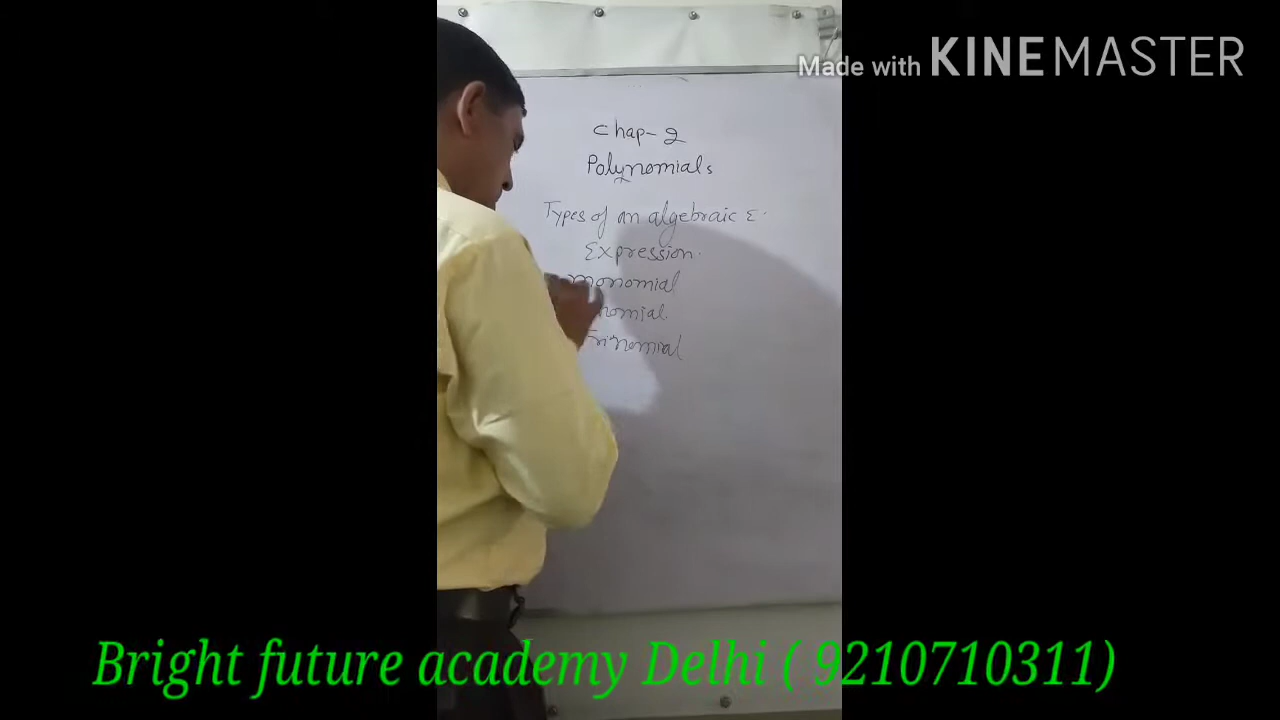 Made with KINEMASTER
Chap-2
Polynomials
Types of an algebraic E.
Expression.
monomial
nomial.
Trinomial
Bright future academy Delhi ( 9210710311)